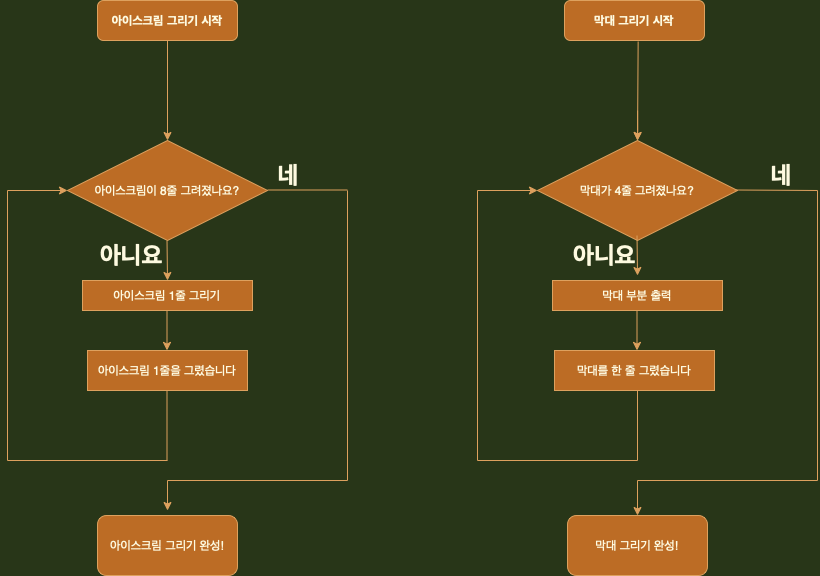 아이스크림 그리기 시작
아이스크림이 8줄 그려졌나요?
네
아니요
아이스크림 1줄 그리기
아이스크림 1줄을 그렸습니다
아이스크림 그리기 완성!
막대 그리기 시작
막대가 4줄 그려졌나요?
네
아니요
막대 부분 출력
막대를 한 줄 그렸습니다
막대 그리기 완성!